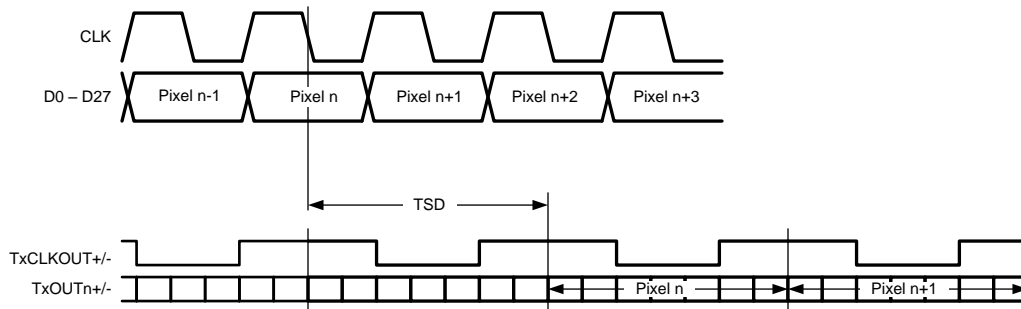 CLK
D0 – D27
Pixel n-1
Pixel n
Pixel n+1
Pixel n+2
Pixel n+3
TSD
TxCLKOUT+/-
TxOUTn+/-
Pixel n
Pixel n+1